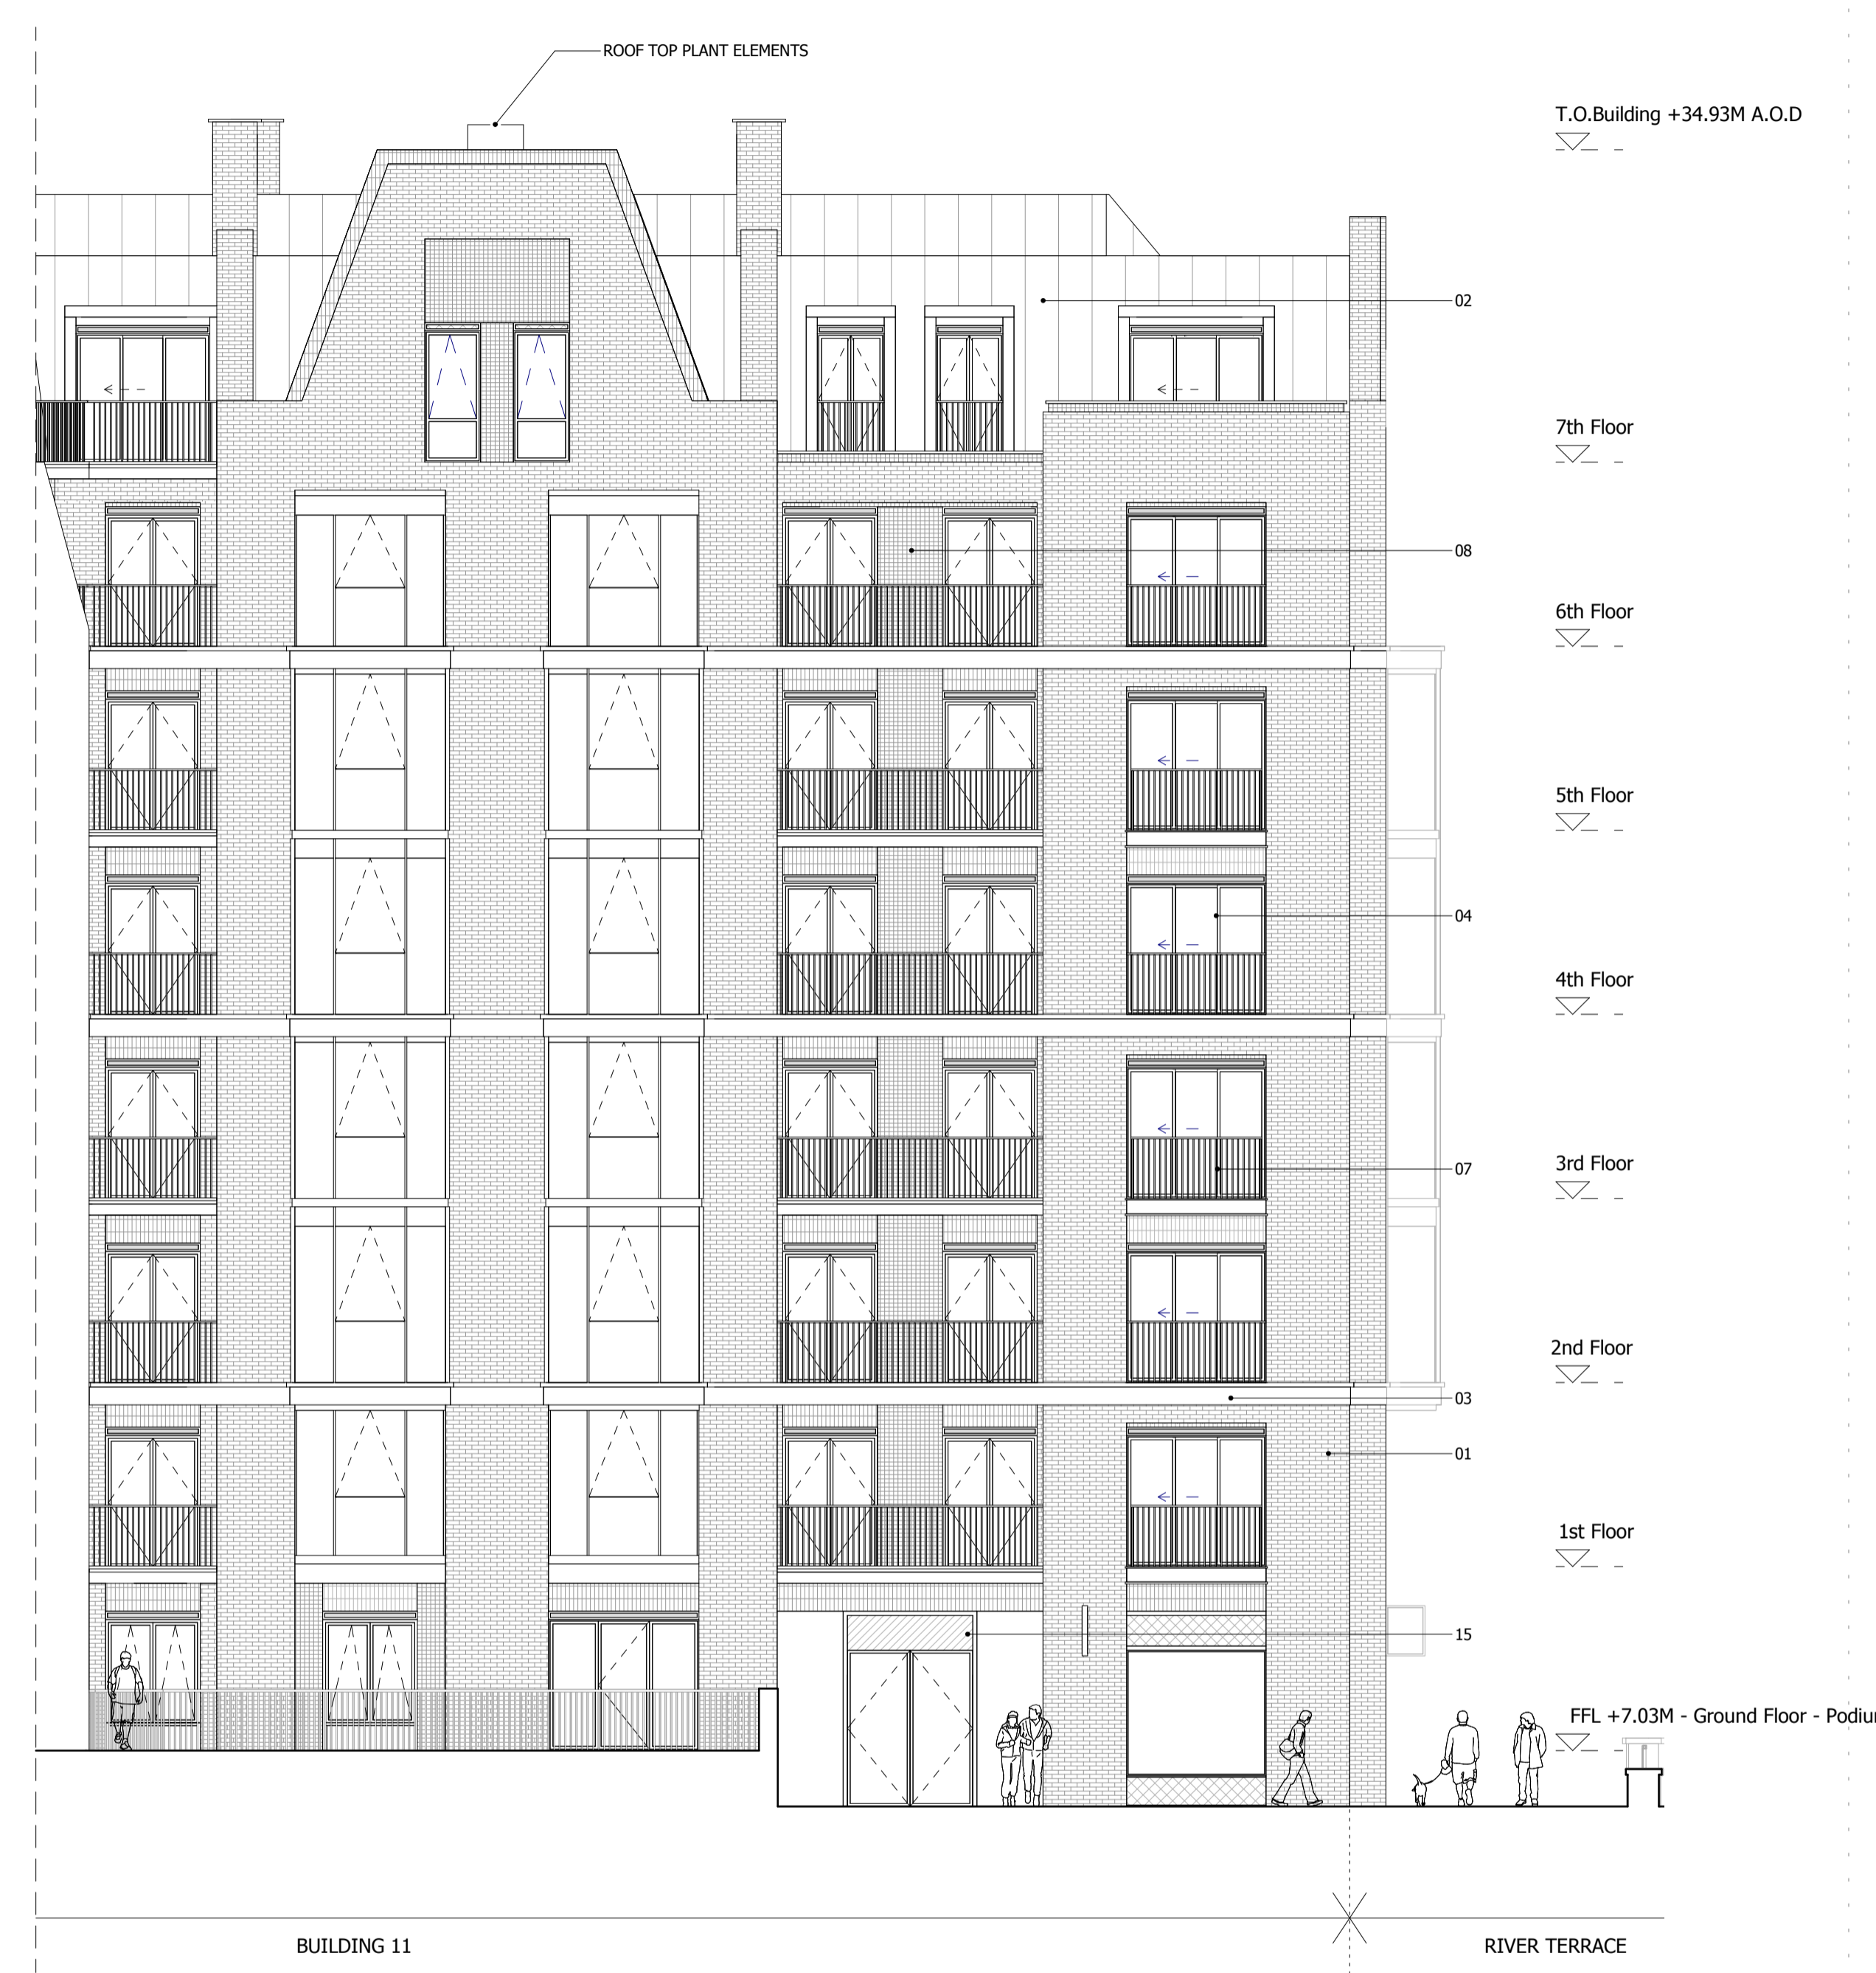 ROOF TOP PLANT ELEMENTS
T.O.Building +34.93M A.O.D
02
7th Floor
08
6th Floor
5th Floor
04
4th Floor
07
3rd Floor
2nd Floor
03
01
1st Floor
15
FFL +7.03M - Ground Floor - Podiu
BUILDING 11
RIVER TERRACE